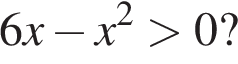 6x − x² > 0?